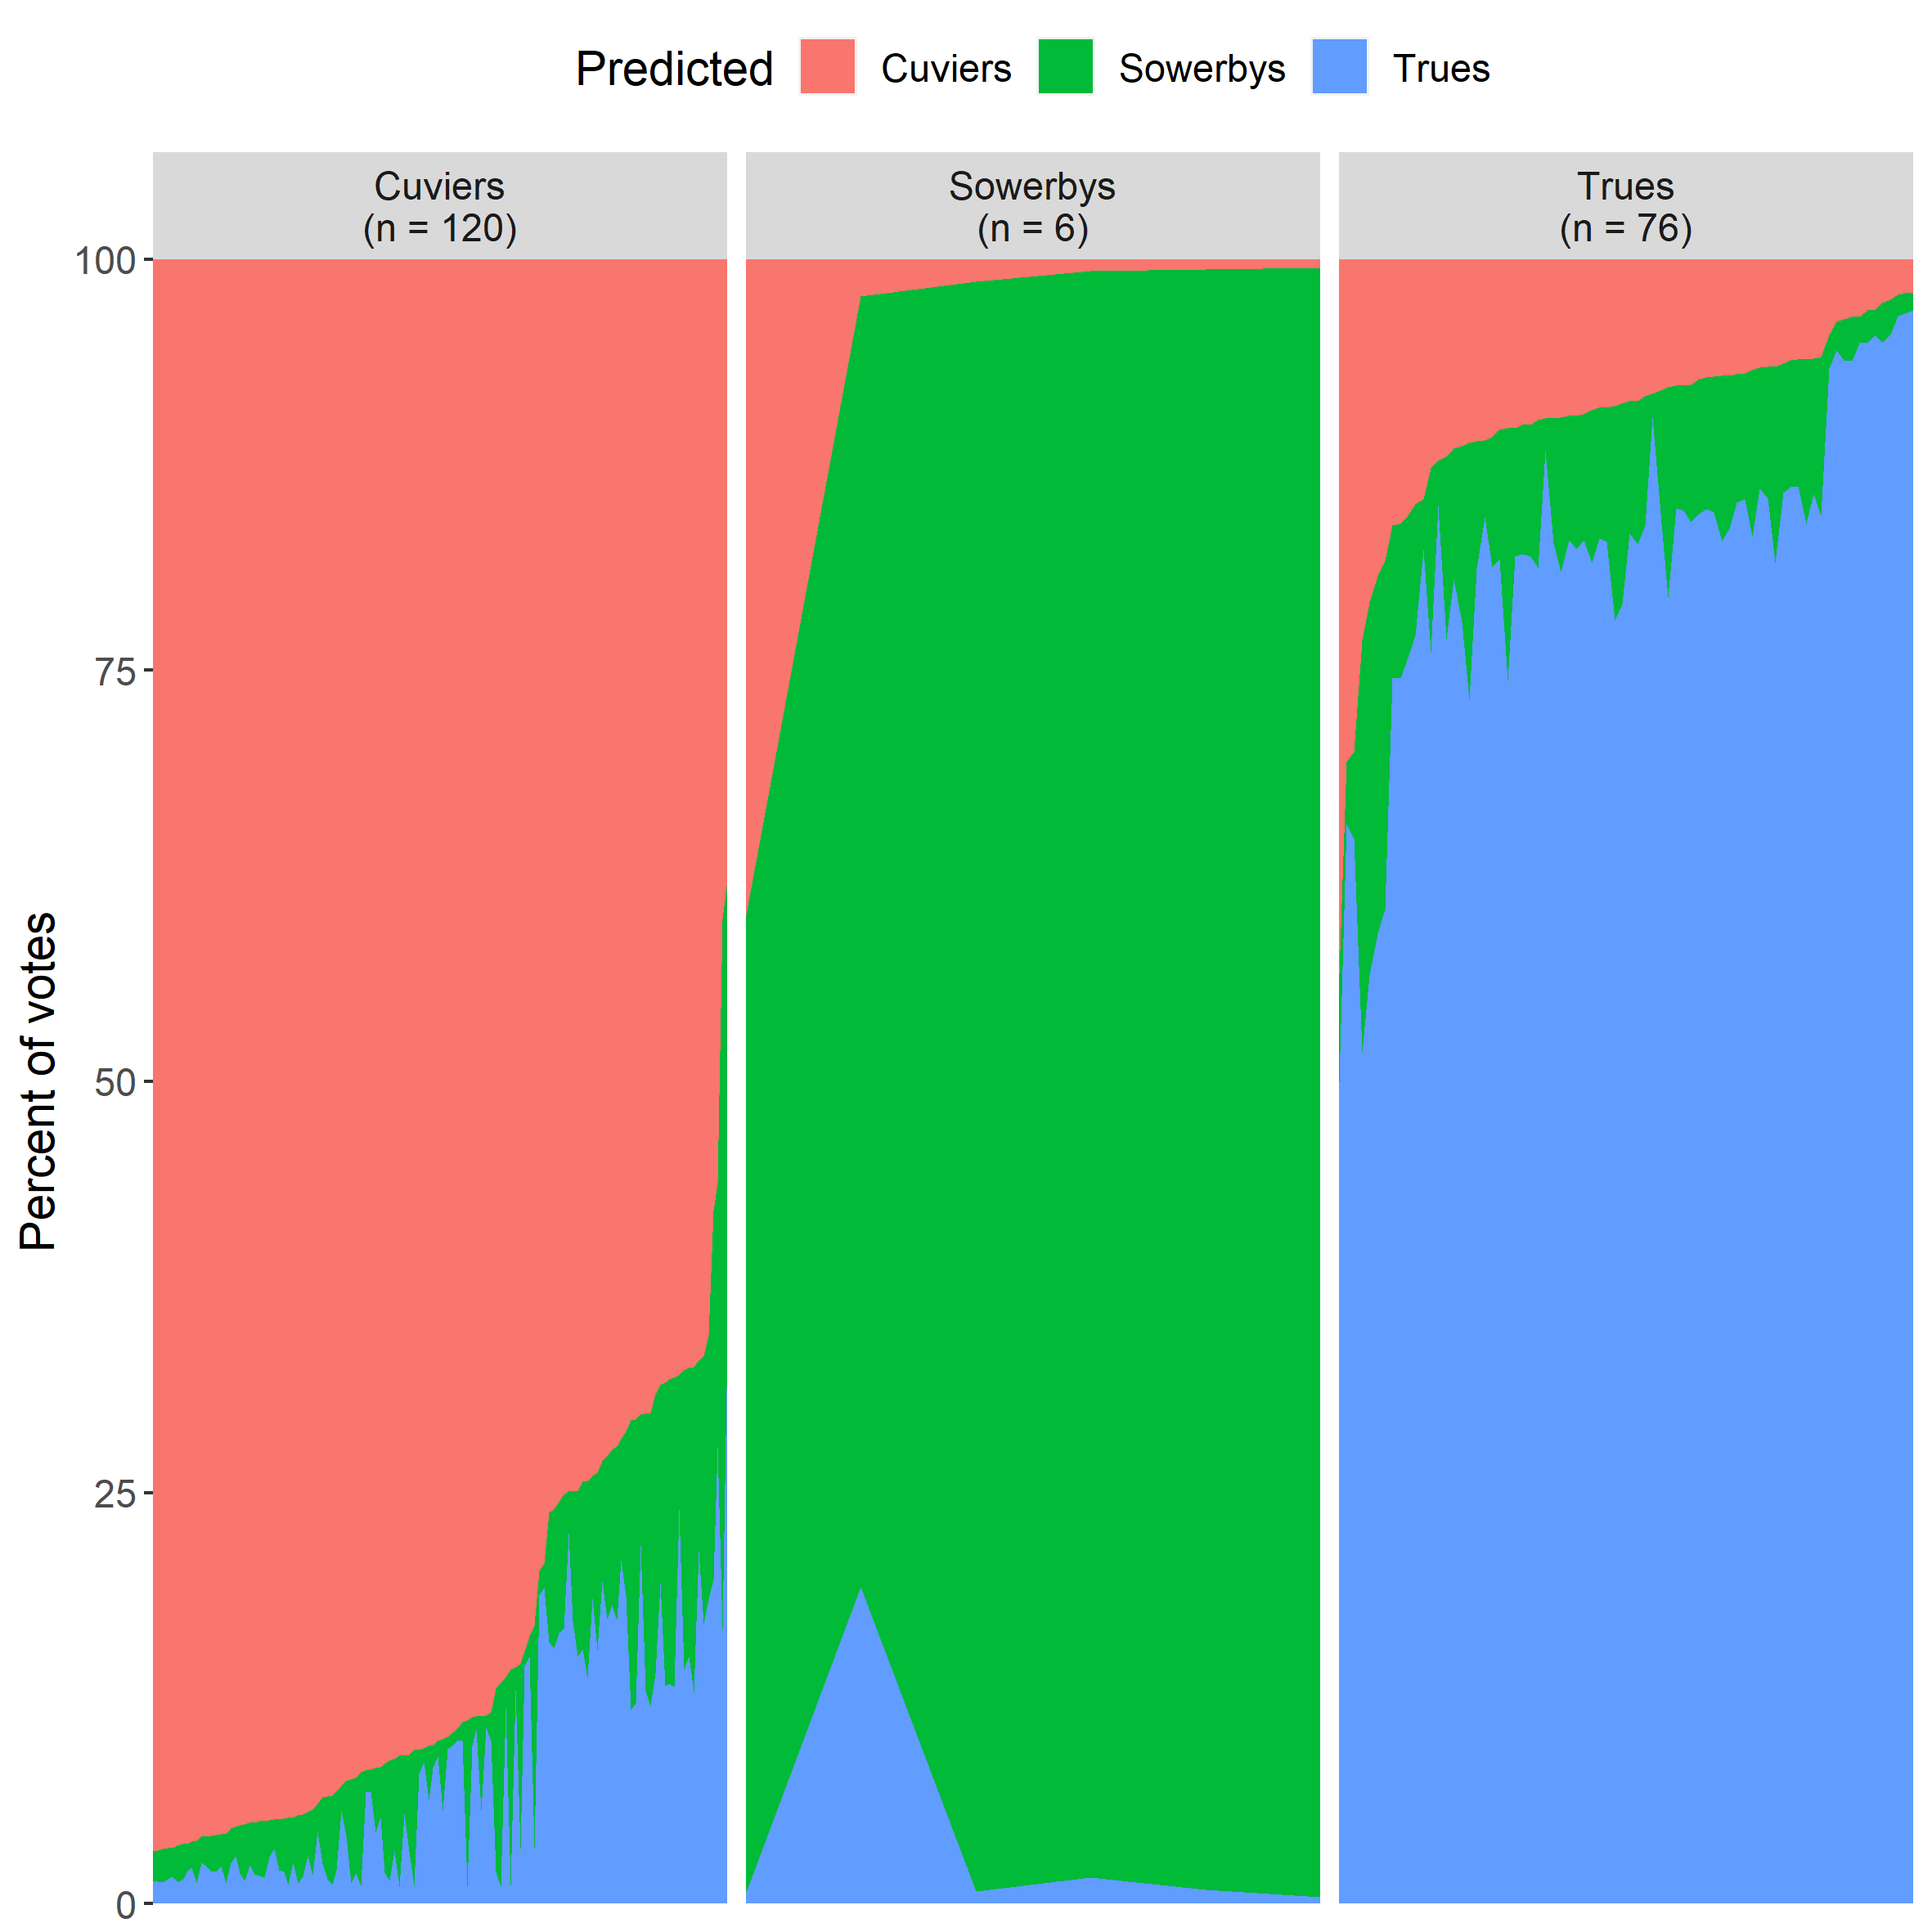 Predicted Cuviers Sowerbys Trues
Cuviers
(n = 120)
Sowerbys
(n = 6)
Trues
(n = 76)
100
75
50
25
0
Percent of votes